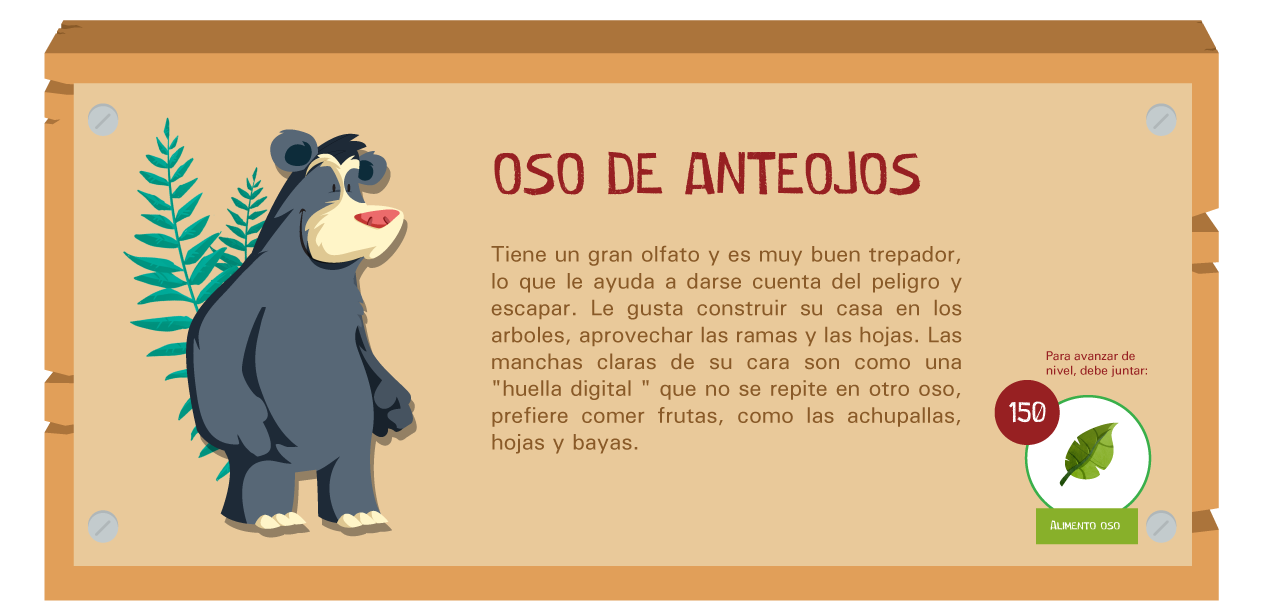 OSO DE ANTEOJOS
Tiene un gran olfato y es muy buen trepador,
lo que le ayuda a darse cuenta del peligro y
escapar. Le gusta construir su casa en los
arboles, aprovechar las ramas y las hojas. Las
manchas claras de su cara son como una
"huella digital " que no se repite en otro oso,
prefiere comer frutas, como las achupallas,
hojas y bayas.
Para avanzar de
nivel, debe juntar:
150
ALIMENTO OSO